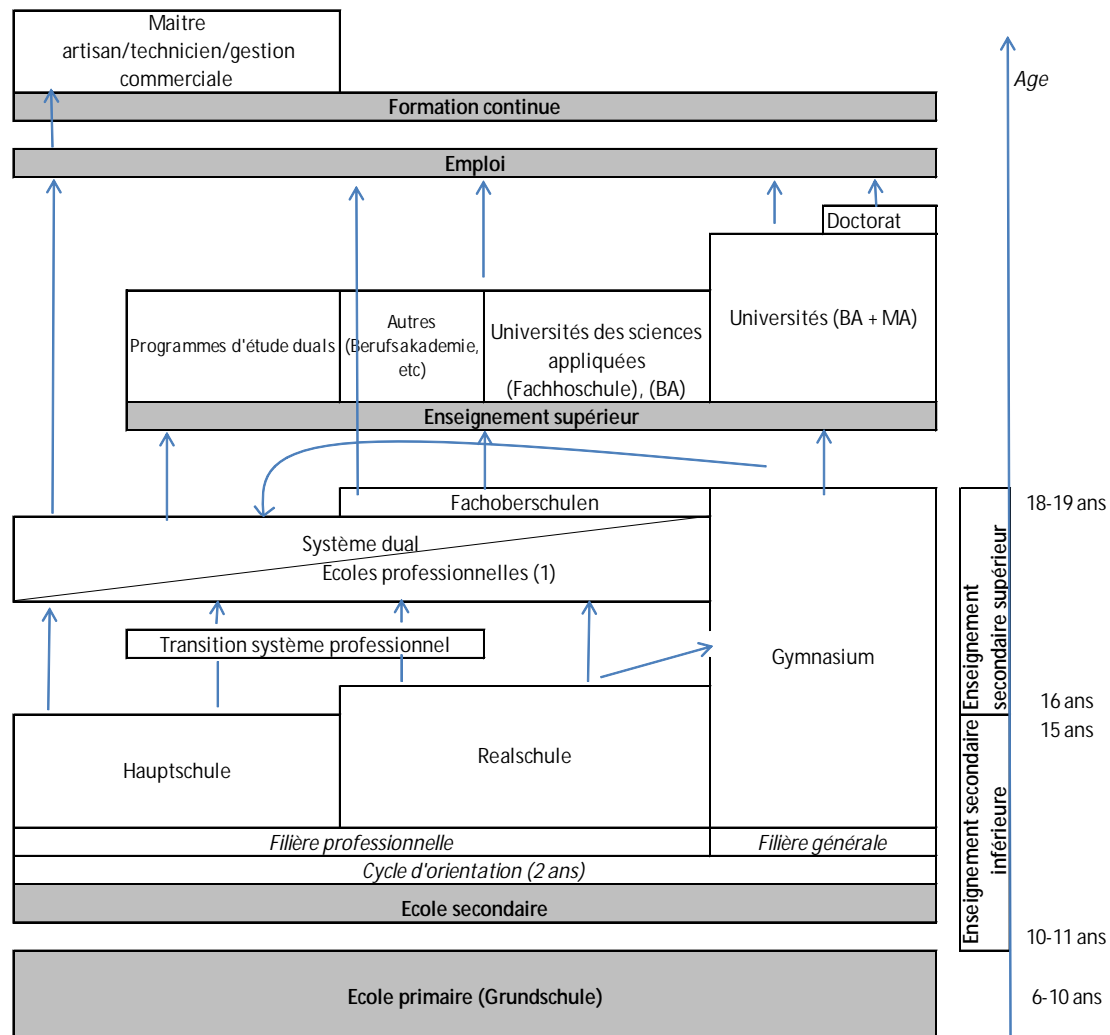 Maitre
artisan/technicien/gestion
commerciale
Age
Formation continue
Emploi
Doctorat
Programmes d'étude duals
Autres
(Berufsakademie,
etc)
Universités des sciences
appliquées
(Fachhoschule), (BA)
Universités (BA + MA)
Enseignement supérieur
Fachoberschulen
18-19 ans
Système dual
Ecoles professionnelles (1)
Enseignement
secondaire supérieur
Transition système professionnel
Gymnasium
16 ans
15 ans
Hauptschule
Realschule
Enseignement secondaire
inférieure
Filière professionnelle
Filière générale
Cycle d'orientation (2 ans)
Ecole secondaire
10-11 ans
Ecole primaire (Grundschule)
6-10 ans